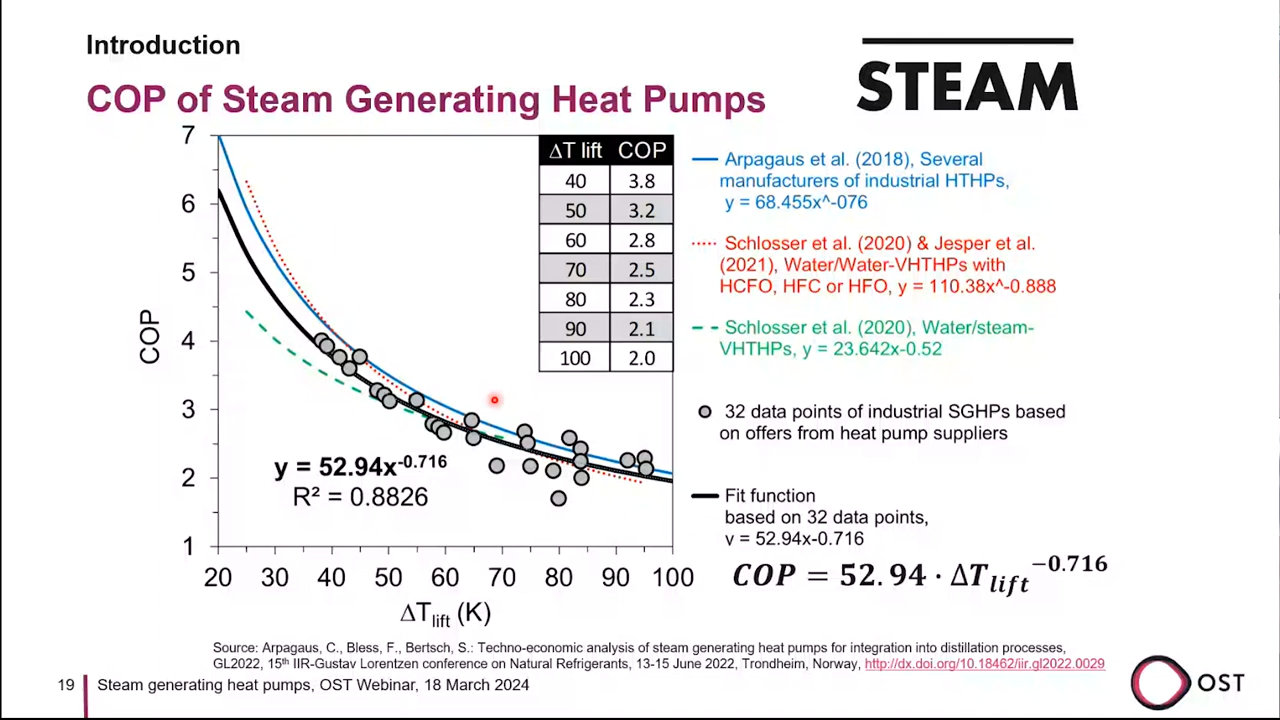 Introduction
COP of Steam Generating Heat Pumps
STEAM
7
6
5
4
3
2
1
COP
20 30 40 50 60 70 80 90 100
ΔTlift (K)
ΔT lift COP
40 3.8
50 3.2
60 2.8
70 2.5
80 2.3
90 2.1
100 2.0
y = 52.94x^-0.716
R² = 0.8826
Arpagaus et al. (2018), Several
manufacturers of industrial HTHPs,
y = 68.455x^-076
Schlosser et al. (2020) & Jesper et al.
(2021), Water/Water-VHTHPs with
HCFO, HFC or HFO, y = 110.38x^-0.888
Schlosser et al. (2020), Water/steam-
VHTHPs, y = 23.642x-0.52
32 data points of industrial SGHPs based
on offers from heat pump suppliers
Fit function
based on 32 data points,
y = 52.94x-0.716
COP = 52.94 · ΔTlift^-0.716
Source: Arpagaus, C., Bless, F., Bertsch, S.: Techno-economic analysis of steam generating heat pumps for integration into distillation processes,
GL2022, 15th IIR-Gustav Lorentzen conference on Natural Refrigerants, 13-15 June 2022, Trondheim, Norway, http://dx.doi.org/10.18462/iir.gl2022.0029
19 Steam generating heat pumps, OST Webinar, 18 March 2024
OST